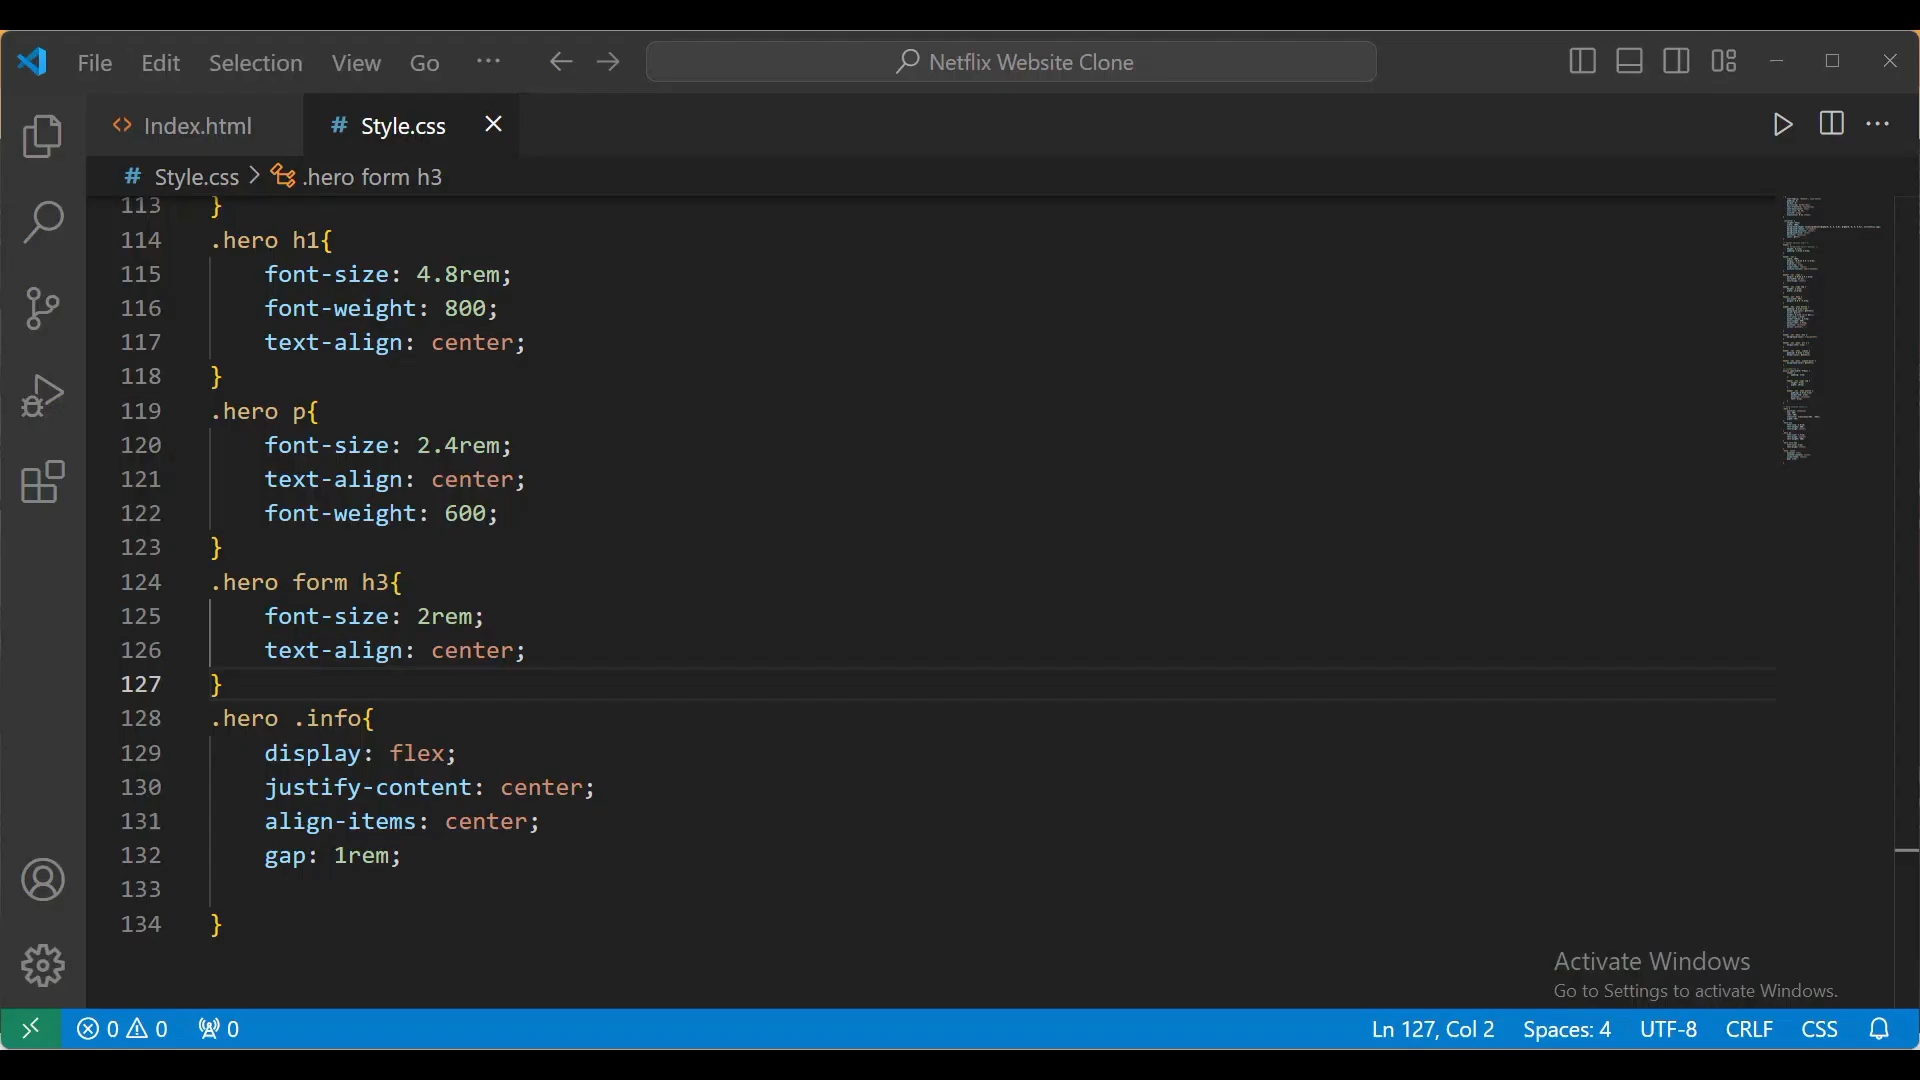 File Edit Selection View Go ··· Netflix Website Clone
Index.html # Style.css
# Style.css > .hero form h3
113 }
114 .hero h1{
115     font-size: 4.8rem;
116     font-weight: 800;
117     text-align: center;
118 }
119 .hero p{
120     font-size: 2.4rem;
121     text-align: center;
122     font-weight: 600;
123 }
124 .hero form h3{
125     font-size: 2rem;
126     text-align: center;
127 }
128 .hero .info{
129     display: flex;
130     justify-content: center;
131     align-items: center;
132     gap: 1rem;
133
134 }
Activate Windows
Go to Settings to activate Windows.
0 0 0 Ln 127, Col 2 Spaces: 4 UTF-8 CRLF CSS